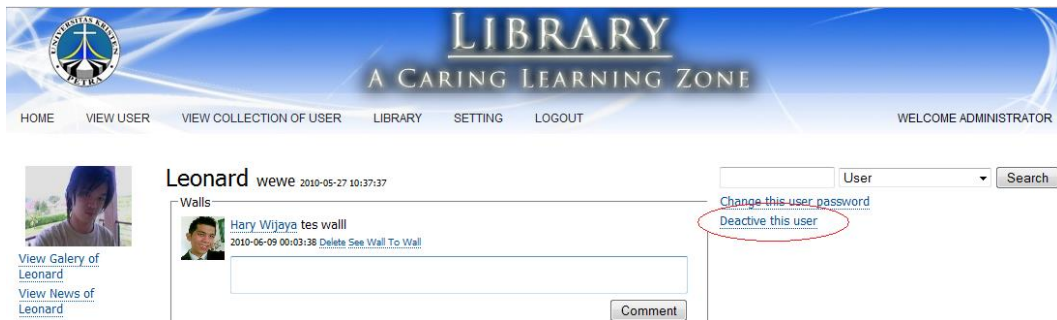 UNIVERSITAS KRISTEN
PETRA
LIBRARY
A CARING LEARNING ZONE
HOME VIEW USER VIEW COLLECTION OF USER LIBRARY SETTING LOGOUT WELCOME ADMINISTRATOR
Leonard wewe 2010-05-27 10:37:37
User Search
Walls
Change this user password
Hary Wijaya tes walll
Deactive this user
2010-06-09 00:03:38 Delete See Wall To Wall
View Galery of
Leonard
View News of
Leonard
Comment